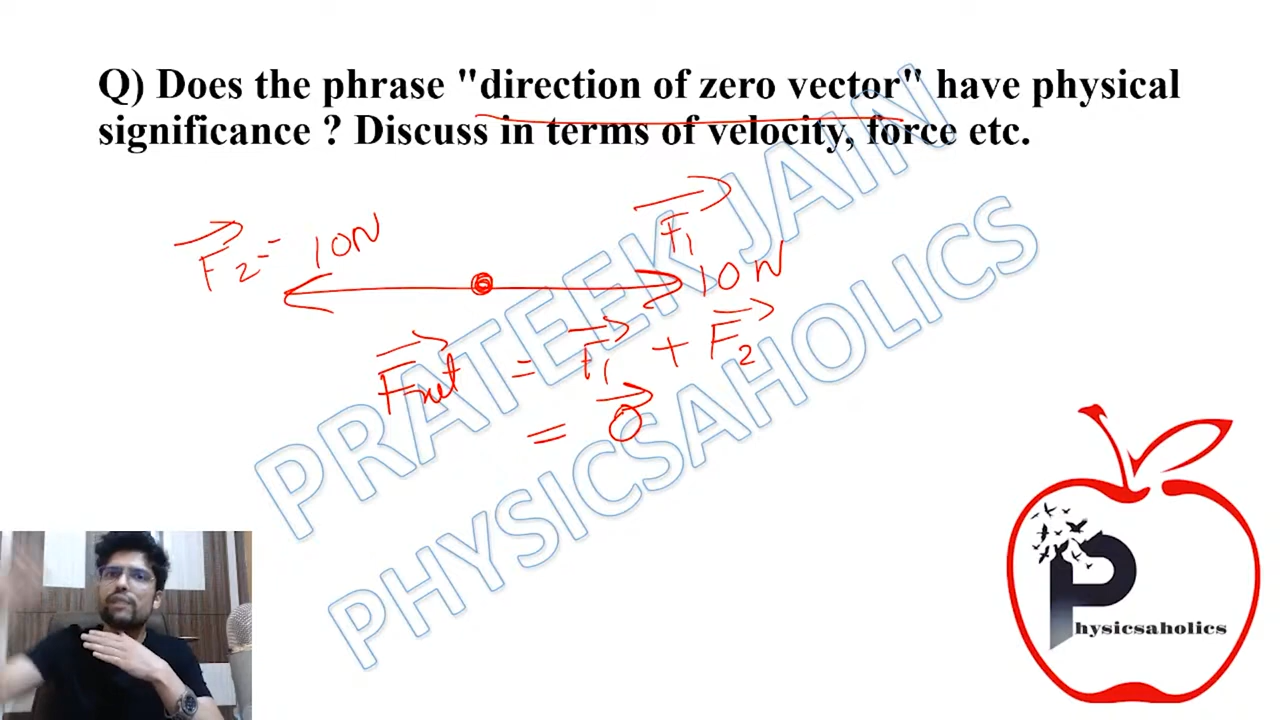 Q) Does the phrase "direction of zero vector" have physical
significance ? Discuss in terms of velocity, force etc.
F₂ = 10N
F₁
10N
Fnet = F₁ + F₂
= 0
PRATEEK JAIN
PHYSICSAHOLICS
Physicsaholics